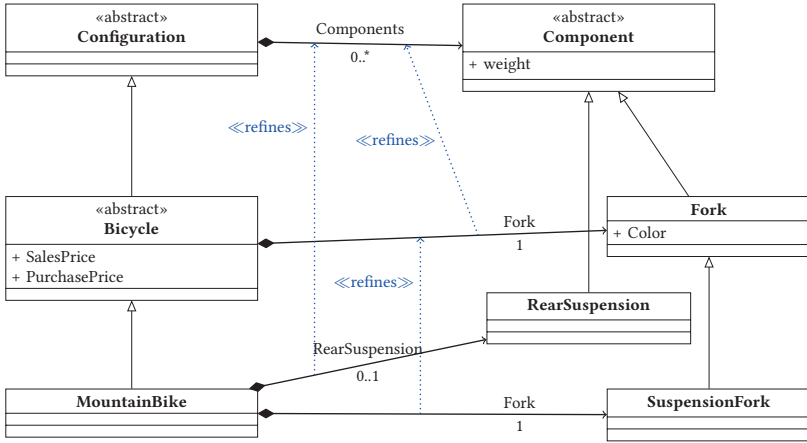 «abstract»
Configuration
Components
0..*
«abstract»
Component
+ weight
≪refines≫
≪refines≫
«abstract»
Bicycle
+ SalesPrice
+ PurchasePrice
Fork
1
Fork
+ Color
≪refines≫
RearSuspension
RearSuspension
0..1
MountainBike
Fork
1
SuspensionFork